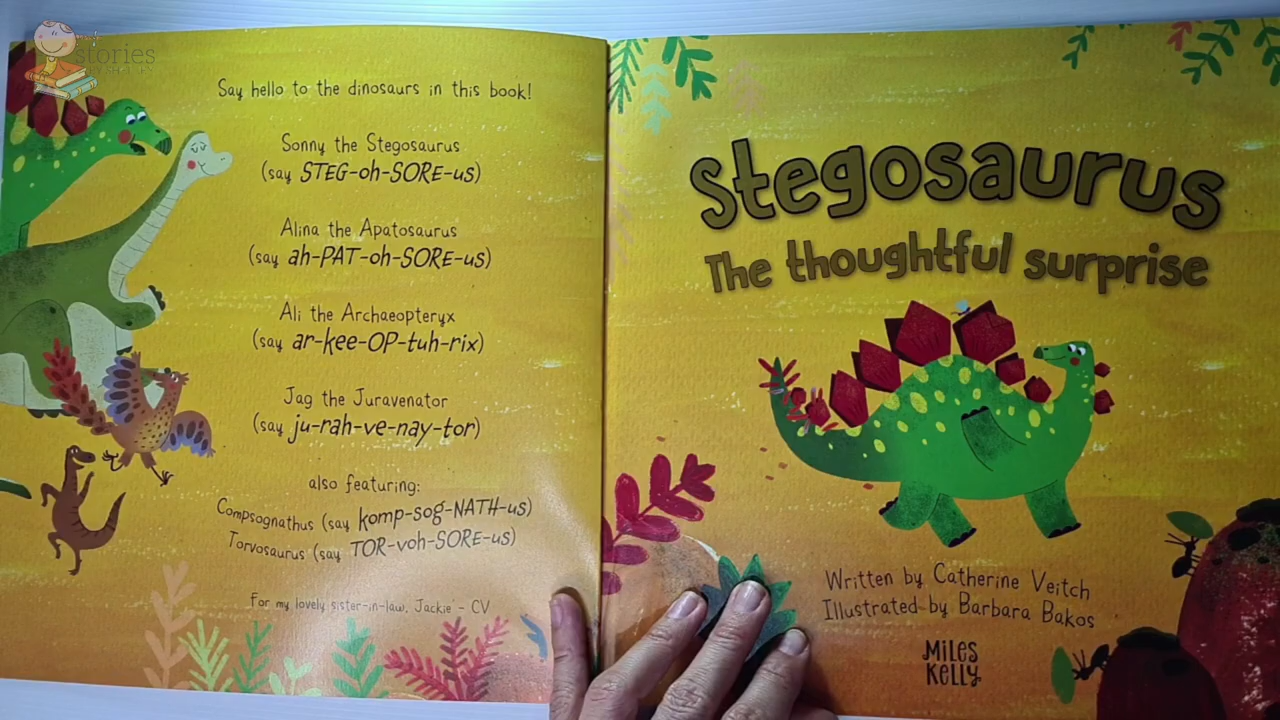 stories
Say hello to the dinosaurs in this book!
Sonny the Stegosaurus
(say STEG-oh-SORE-us)
Alina the Apatosaurus
(say ah-PAT-oh-SORE-us)
Ali the Archaeopteryx
(say ar-kee-OP-tuh-rix)
Jag the Juravenator
(say ju-rah-ve-nay-tor)
also featuring:
Compsognathus (say komp-sog-NATH-us)
Torvosaurus (say TOR-voh-SORE-us)
For my lovely sister-in-law, Jackie - CV
Stegosaurus
The thoughtful surprise
Written by Catherine Veitch
Illustrated by Barbara Bakos
MiLES
KELLY